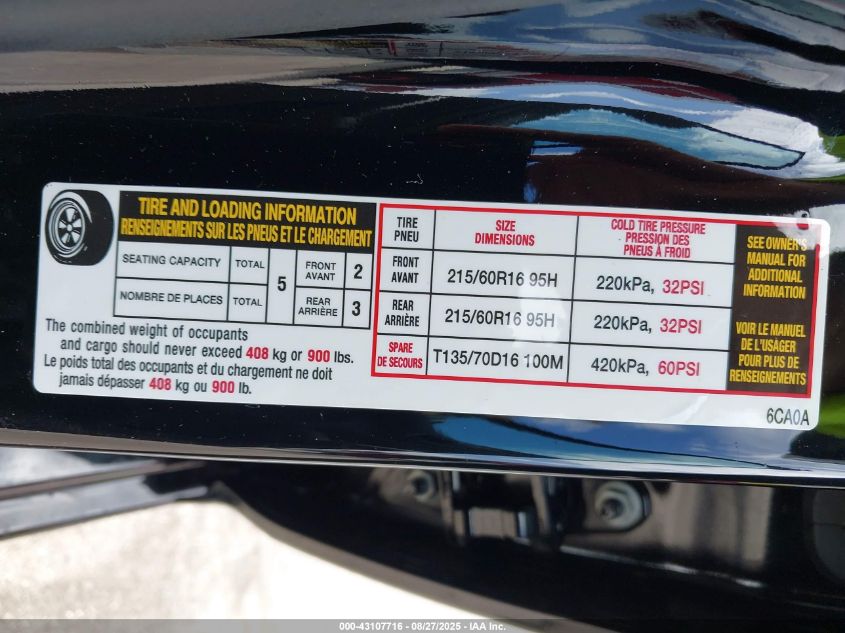 TIRE AND LOADING INFORMATION
RENSEIGNEMENTS SUR LES PNEUS ET LE CHARGEMENT
SEATING CAPACITY TOTAL 5 FRONT AVANT 2
NOMBRE DE PLACES TOTAL REAR ARRIÈRE 3
The combined weight of occupants
and cargo should never exceed 408 kg or 900 lbs.
Le poids total des occupants et du chargement ne doit
jamais dépasser 408 kg ou 900 lb.
TIRE PNEU
SIZE DIMENSIONS
COLD TIRE PRESSURE
PRESSION DES
PNEUS À FROID
FRONT AVANT 215/60R16 95H 220kPa, 32PSI
REAR ARRIÈRE 215/60R16 95H 220kPa, 32PSI
SPARE DE SECOURS T135/70D16 100M 420kPa, 60PSI
SEE OWNER'S
MANUAL FOR
ADDITIONAL
INFORMATION
VOIR LE MANUEL
DE L'USÁGER
POUR PLUS DE
RENSEIGNEMENTS
6CA0A
000-43107716 - 08/27/2025 - IAA Inc.